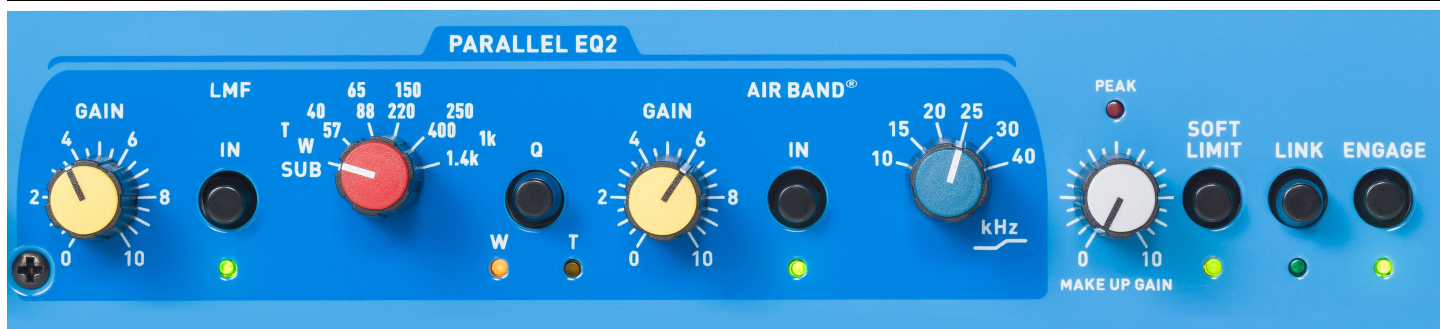 PARALLEL EQ2
LMF
AIR BAND®
GAIN
IN
4 6
2 8
0 10
65 150
40 88 220 250
T 57 400 1k
W
SUB 1.4k
Q
W T
GAIN
4 6
2 8
0 10
IN
20 25
15 30
10 40
kHz
PEAK
0 10
MAKE UP GAIN
SOFT
LIMIT
LINK
ENGAGE